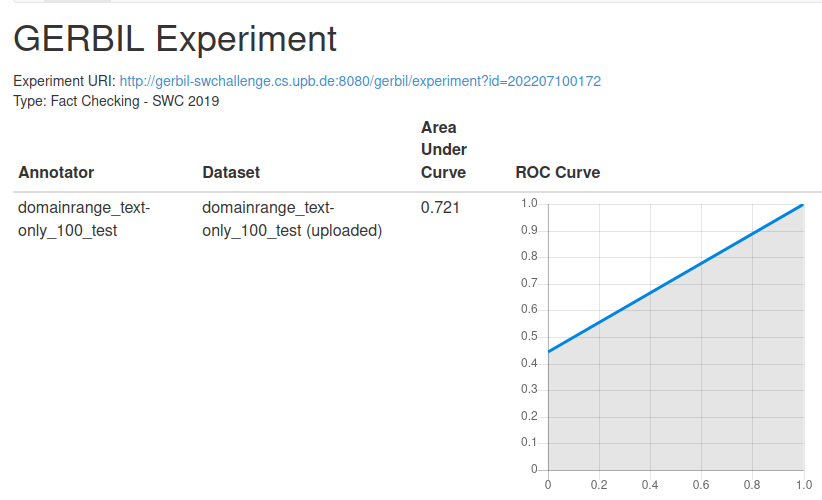 GERBIL Experiment
Experiment URI: http://gerbil-swchallenge.cs.upb.de:8080/gerbil/experiment?id=202207100172
Type: Fact Checking - SWC 2019
Area
Under
Annotator Dataset Curve ROC Curve
domainrange_text- domainrange_text- 0.721
only_100_test only_100_test (uploaded)
1.0
0.9
0.8
0.7
0.6
0.5
0.4
0.3
0.2
0.1
0
0 0.2 0.4 0.6 0.8 1.0